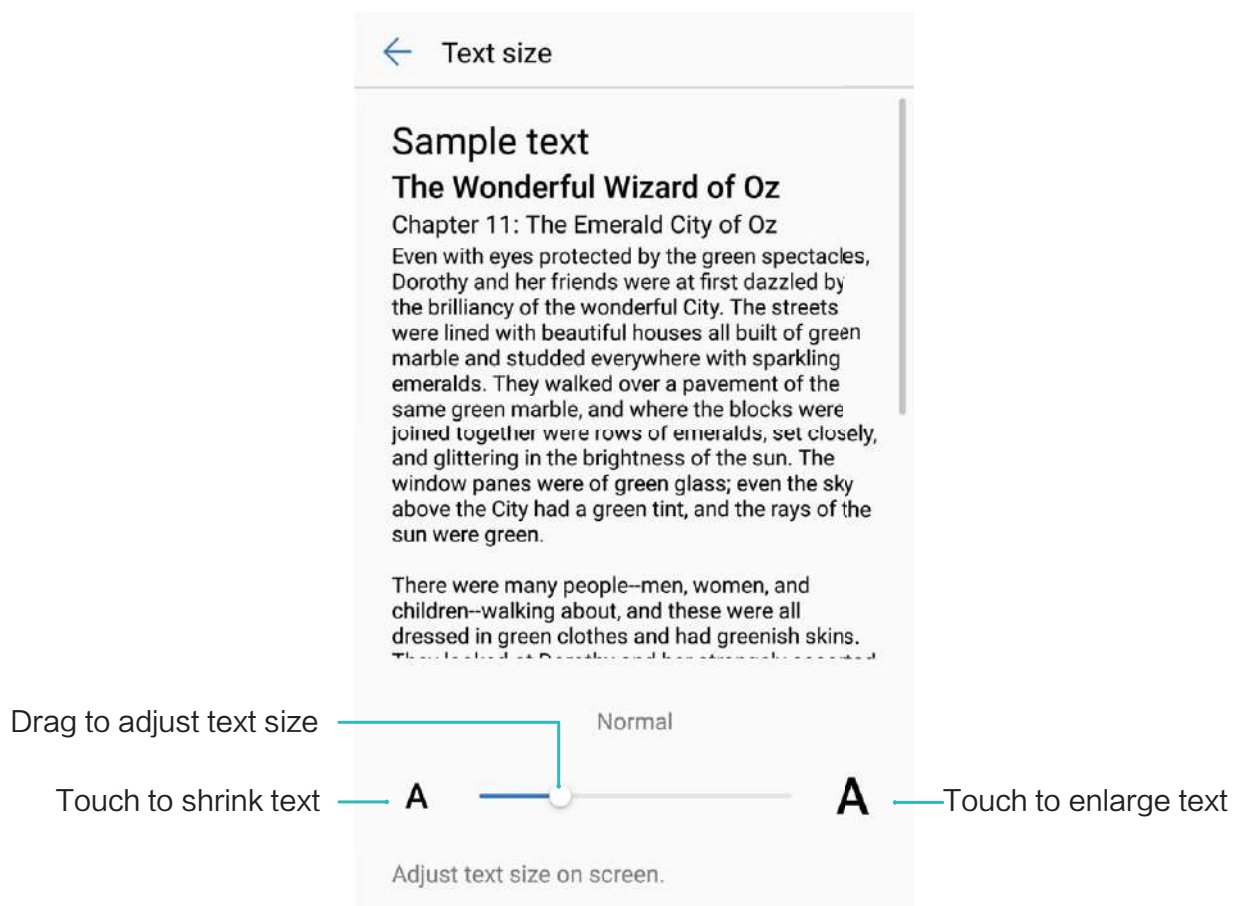 Text size
Sample text
The Wonderful Wizard of Oz
Chapter 11: The Emerald City of Oz
Even with eyes protected by the green spectacles,
Dorothy and her friends were at first dazzled by
the brilliancy of the wonderful City. The streets
were lined with beautiful houses all built of green
marble and studded everywhere with sparkling
emeralds. They walked over a pavement of the
same green marble, and where the blocks were
joined together were rows of emeralds, set closely,
and glittering in the brightness of the sun. The
window panes were of green glass; even the sky
above the City had a green tint, and the rays of the
sun were green.
There were many people--men, women, and
children--walking about, and these were all
dressed in green clothes and had greenish skins.
They looked at Dorothy and her strangely assorted
Drag to adjust text size
Normal
Touch to shrink text
A
A
Touch to enlarge text
Adjust text size on screen.